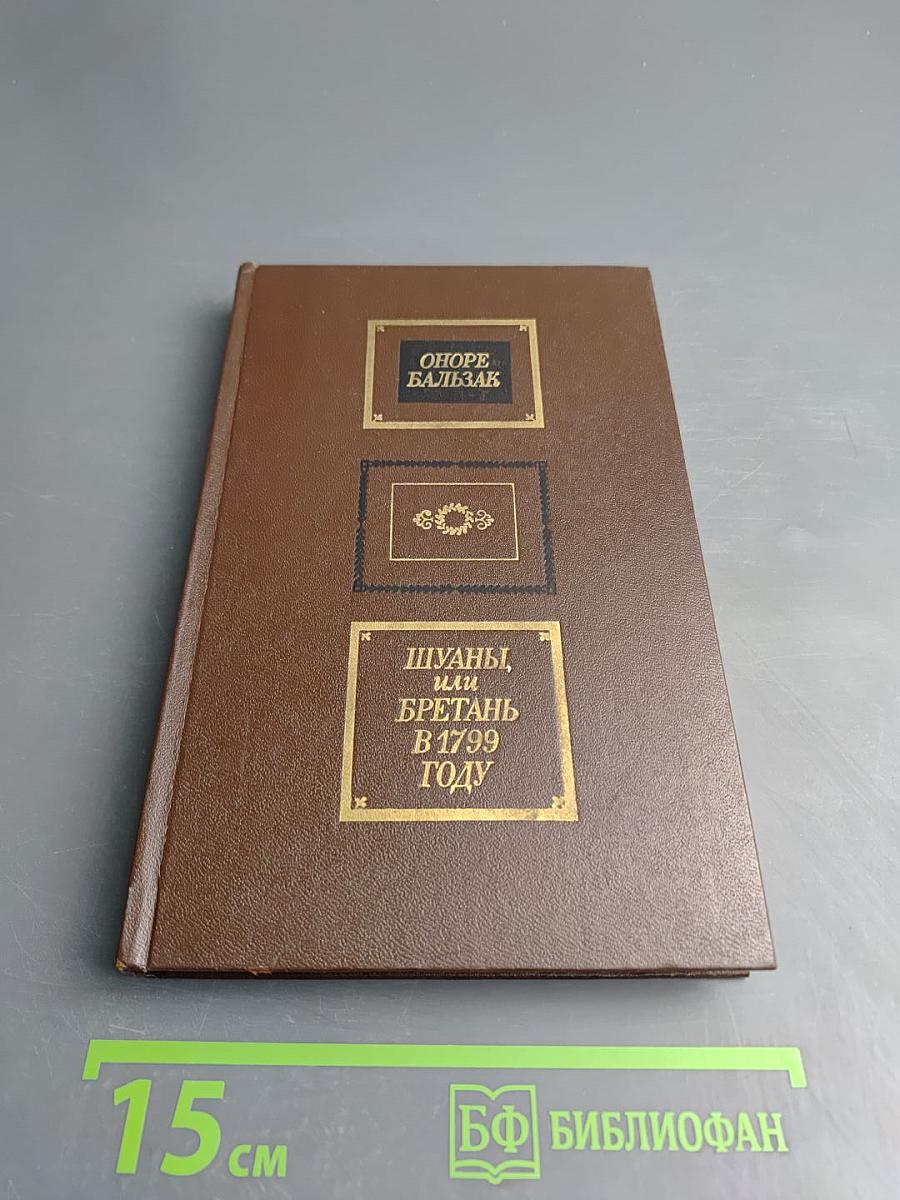 ОНОРЕ
БАЛЬЗАК
ШУАНЫ,
или
БРЕТАНЬ
В 1799
ГОДУ
15 см
БФ БИБЛИОФАН